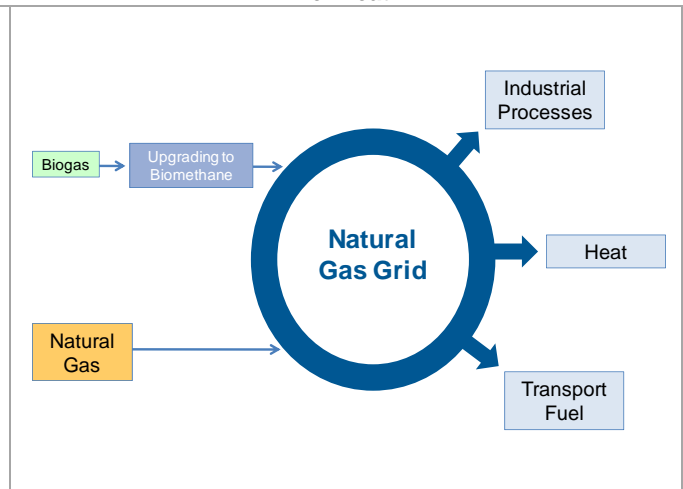 Industrial
Processes
Biogas
Upgrading to
Biomethane
Natural
Gas Grid
Heat
Natural
Gas
Transport
Fuel